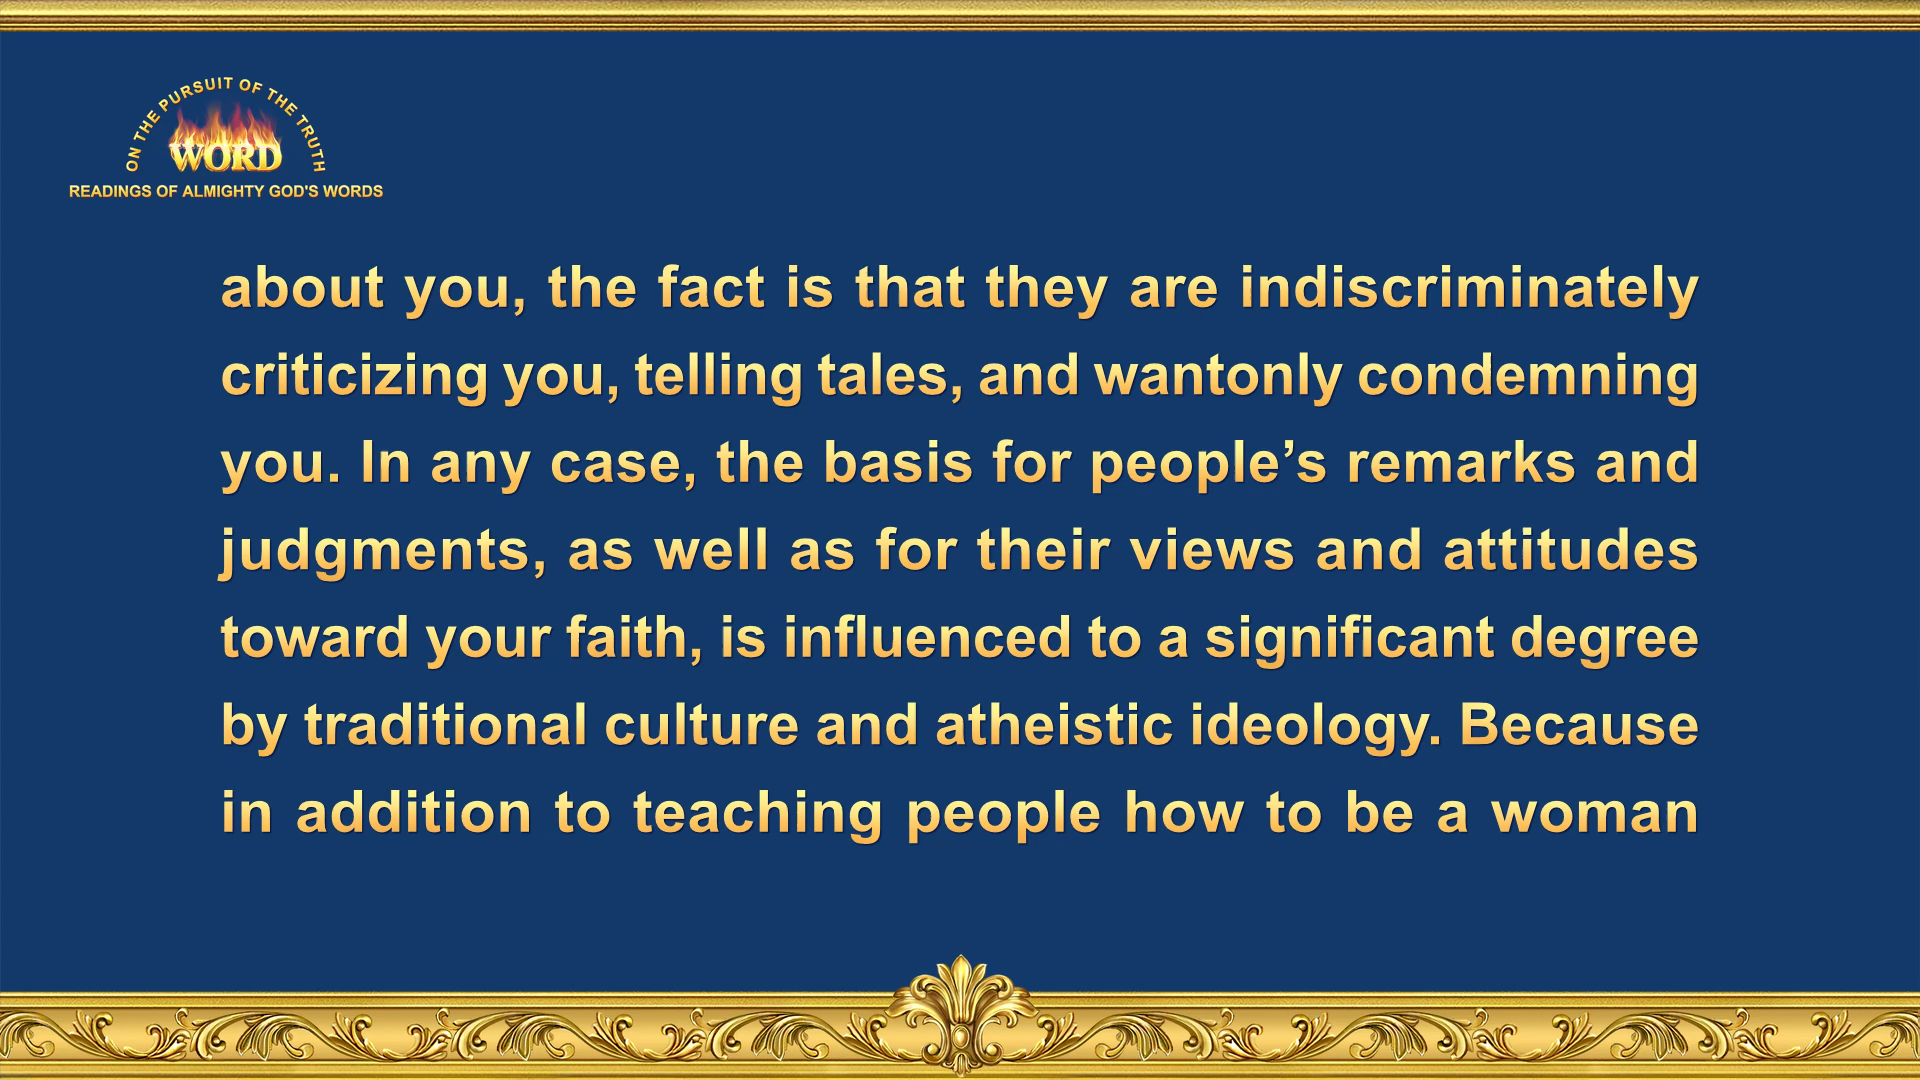 ON THE PURSUIT OF THE TRUTH
WORD
READINGS OF ALMIGHTY GOD'S WORDS
about you, the fact is that they are indiscriminately
criticizing you, telling tales, and wantonly condemning
you. In any case, the basis for people’s remarks and
judgments, as well as for their views and attitudes
toward your faith, is influenced to a significant degree
by traditional culture and atheistic ideology. Because
in addition to teaching people how to be a woman